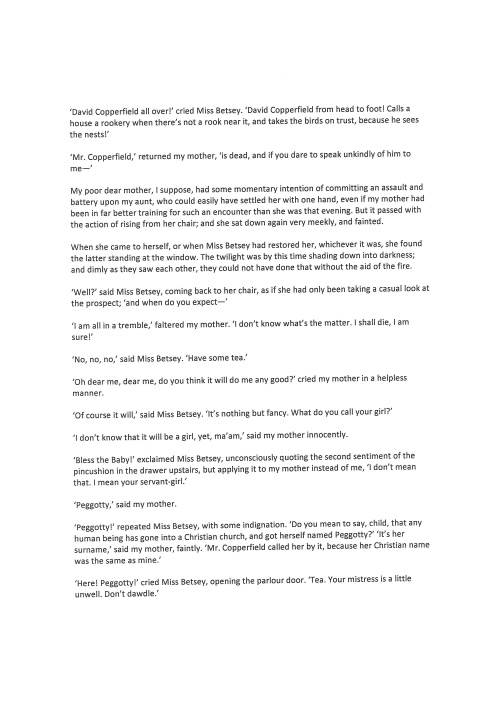 ‘David Copperfield all over!’ cried Miss Betsey. ‘David Copperfield from head to foot! Calls a
house a rookery when there’s not a rook near it, and takes the birds on trust, because he sees
the nests!’
‘Mr. Copperfield,’ returned my mother, ‘is dead, and if you dare to speak unkindly of him to
me—’
My poor dear mother, I suppose, had some momentary intention of committing an assault and
battery upon my aunt, who could easily have settled her with one hand, even if my mother had
been in far better training for such an encounter than she was that evening. But it passed with
the action of rising from her chair; and she sat down again very meekly, and fainted.
When she came to herself, or when Miss Betsey had restored her, whichever it was, she found
the latter standing at the window. The twilight was by this time shading down into darkness;
and dimly as they saw each other, they could not have done that without the aid of the fire.
‘Well?’ said Miss Betsey, coming back to her chair, as if she had only been taking a casual look at
the prospect; ‘and when do you expect—’
‘I am all in a tremble,’ faltered my mother. ‘I don’t know what’s the matter. I shall die, I am
sure!’
‘No, no, no,’ said Miss Betsey. ‘Have some tea.’
‘Oh dear me, dear me, do you think it will do me any good?’ cried my mother in a helpless
manner.
‘Of course it will,’ said Miss Betsey. ‘It’s nothing but fancy. What do you call your girl?’
‘I don’t know that it will be a girl, yet, ma’am,’ said my mother innocently.
‘Bless the Baby!’ exclaimed Miss Betsey, unconsciously quoting the second sentiment of the
pincushion in the drawer upstairs, but applying it to my mother instead of me, ‘I don’t mean
that. I mean your servant-girl.’
‘Peggotty,’ said my mother.
‘Peggotty!’ repeated Miss Betsey, with some indignation. ‘Do you mean to say, child, that any
human being has gone into a Christian church, and got herself named Peggotty?’ ‘It’s her
surname,’ said my mother, faintly. ‘Mr. Copperfield called her by it, because her Christian name
was the same as mine.’
‘Here! Peggotty!’ cried Miss Betsey, opening the parlour door. ‘Tea. Your mistress is a little
unwell. Don’t dawdle.’